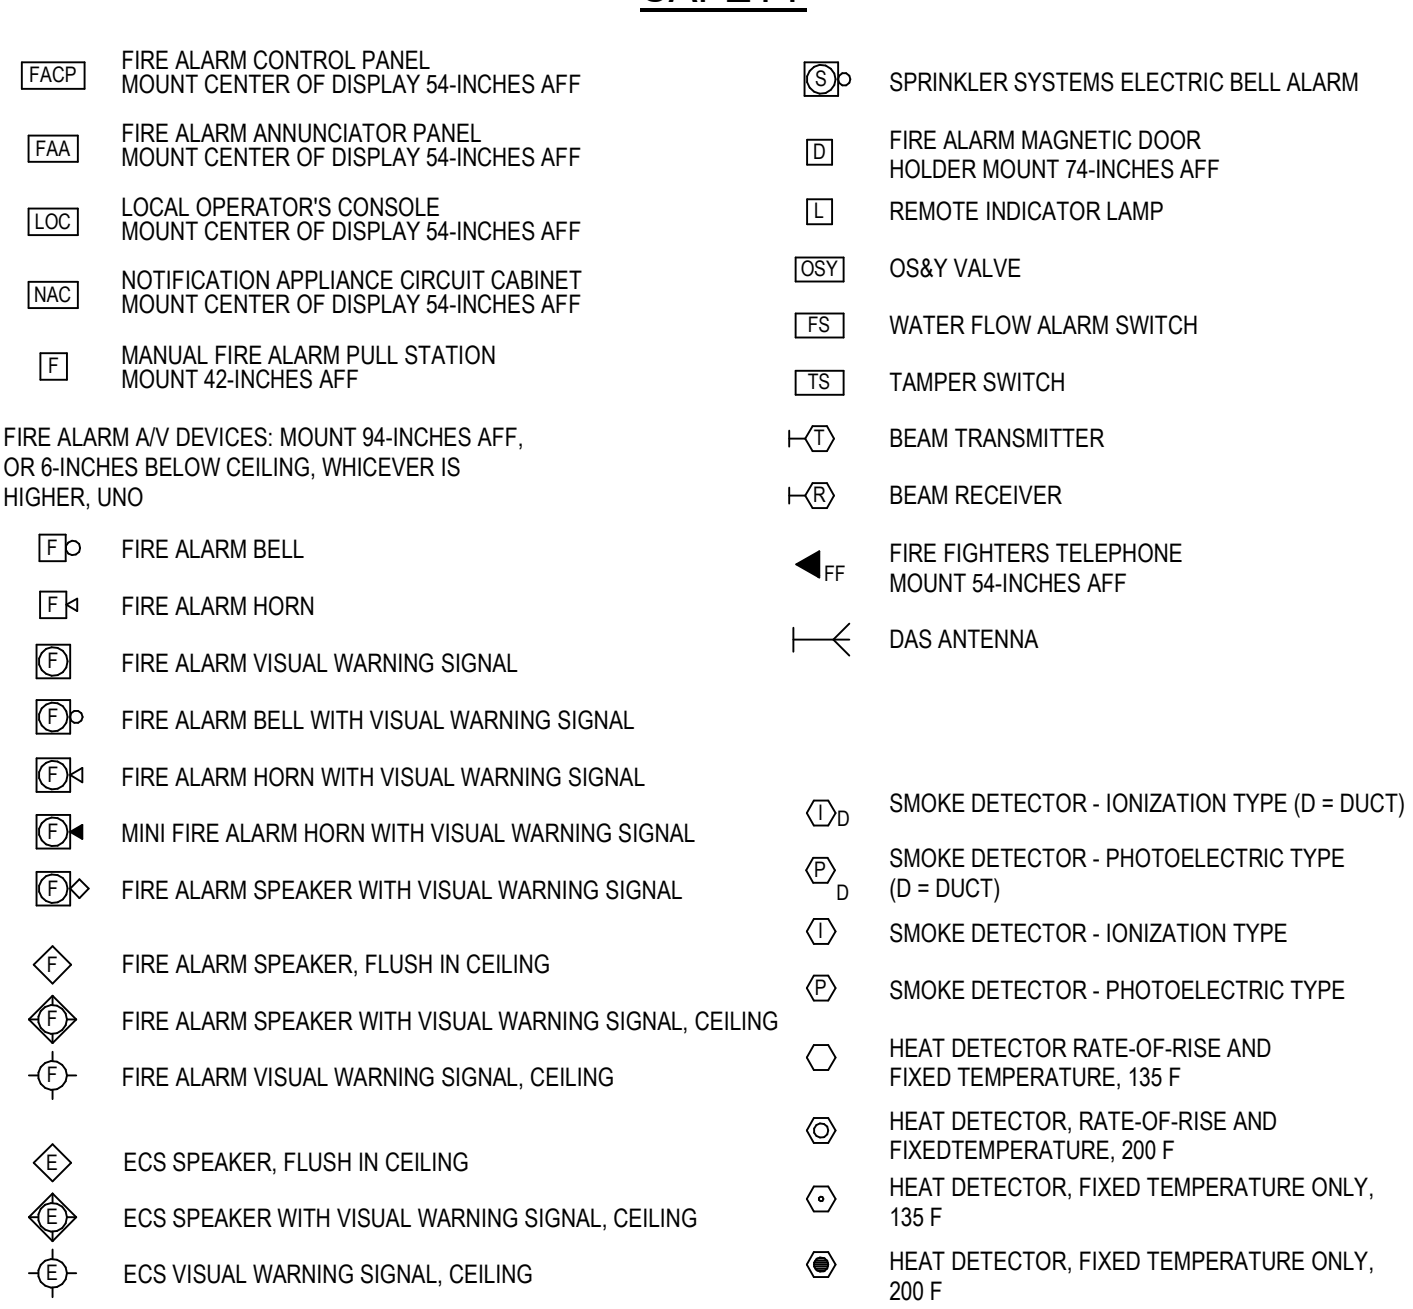 SAFETY
FACP
FIRE ALARM CONTROL PANEL
MOUNT CENTER OF DISPLAY 54-INCHES AFF
FAA
FIRE ALARM ANNUNCIATOR PANEL
MOUNT CENTER OF DISPLAY 54-INCHES AFF
LOC
LOCAL OPERATOR'S CONSOLE
MOUNT CENTER OF DISPLAY 54-INCHES AFF
NAC
NOTIFICATION APPLIANCE CIRCUIT CABINET
MOUNT CENTER OF DISPLAY 54-INCHES AFF
F
MANUAL FIRE ALARM PULL STATION
MOUNT 42-INCHES AFF
FIRE ALARM A/V DEVICES: MOUNT 94-INCHES AFF,
OR 6-INCHES BELOW CEILING, WHICEVER IS
HIGHER, UNO
F
FIRE ALARM BELL
F
FIRE ALARM HORN
F
FIRE ALARM VISUAL WARNING SIGNAL
F
FIRE ALARM BELL WITH VISUAL WARNING SIGNAL
F
FIRE ALARM HORN WITH VISUAL WARNING SIGNAL
F
MINI FIRE ALARM HORN WITH VISUAL WARNING SIGNAL
F
FIRE ALARM SPEAKER WITH VISUAL WARNING SIGNAL
F
FIRE ALARM SPEAKER, FLUSH IN CEILING
F
FIRE ALARM SPEAKER WITH VISUAL WARNING SIGNAL, CEILING
F
FIRE ALARM VISUAL WARNING SIGNAL, CEILING
E
ECS SPEAKER, FLUSH IN CEILING
E
ECS SPEAKER WITH VISUAL WARNING SIGNAL, CEILING
E
ECS VISUAL WARNING SIGNAL, CEILING
S
SPRINKLER SYSTEMS ELECTRIC BELL ALARM
D
FIRE ALARM MAGNETIC DOOR
HOLDER MOUNT 74-INCHES AFF
L
REMOTE INDICATOR LAMP
OSY
OS&Y VALVE
FS
WATER FLOW ALARM SWITCH
TS
TAMPER SWITCH
T
BEAM TRANSMITTER
R
BEAM RECEIVER
FF
FIRE FIGHTERS TELEPHONE
MOUNT 54-INCHES AFF
DAS ANTENNA
I D
SMOKE DETECTOR - IONIZATION TYPE (D = DUCT)
P D
SMOKE DETECTOR - PHOTOELECTRIC TYPE
(D = DUCT)
I
SMOKE DETECTOR - IONIZATION TYPE
P
SMOKE DETECTOR - PHOTOELECTRIC TYPE
HEAT DETECTOR RATE-OF-RISE AND
FIXED TEMPERATURE, 135 F
HEAT DETECTOR, RATE-OF-RISE AND
FIXEDTEMPERATURE, 200 F
HEAT DETECTOR, FIXED TEMPERATURE ONLY,
135 F
HEAT DETECTOR, FIXED TEMPERATURE ONLY,
200 F